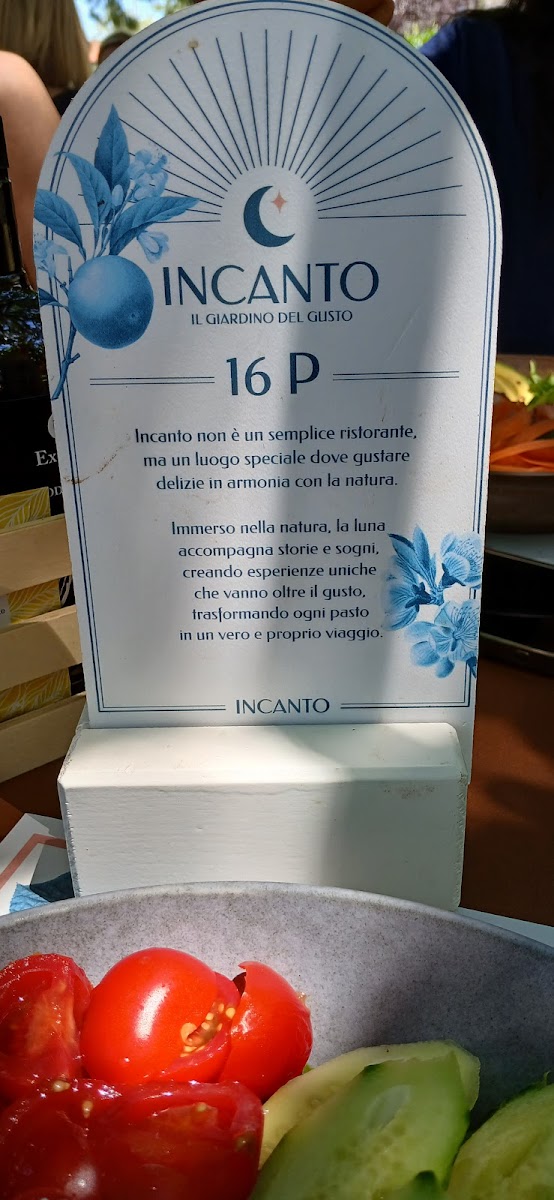 INCANTO
IL GIARDINO DEL GUSTO
16 P
Incanto non è un semplice ristorante,
ma un luogo speciale dove gustare
delizie in armonia con la natura.
Immerso nella natura, la luna
accompagna storie e sogni,
creando esperienze uniche
che vanno oltre il gusto,
trasformando ogni pasto
in un vero e proprio viaggio.
INCANTO